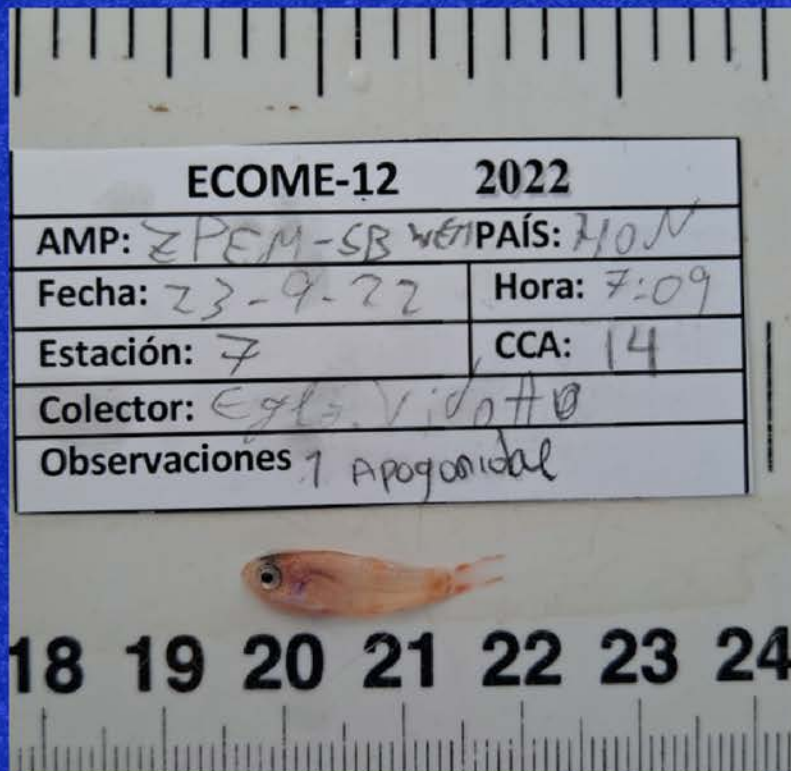 ECOME-12 2022
AMP: ZPEM-SB PAÍS: HON
Fecha: 23-9-22 Hora: 7:09
Estación: 7 CCA: 14
Colector: Vidotto
Observaciones 1 Apogonidae
18 19 20 21 22 23 24